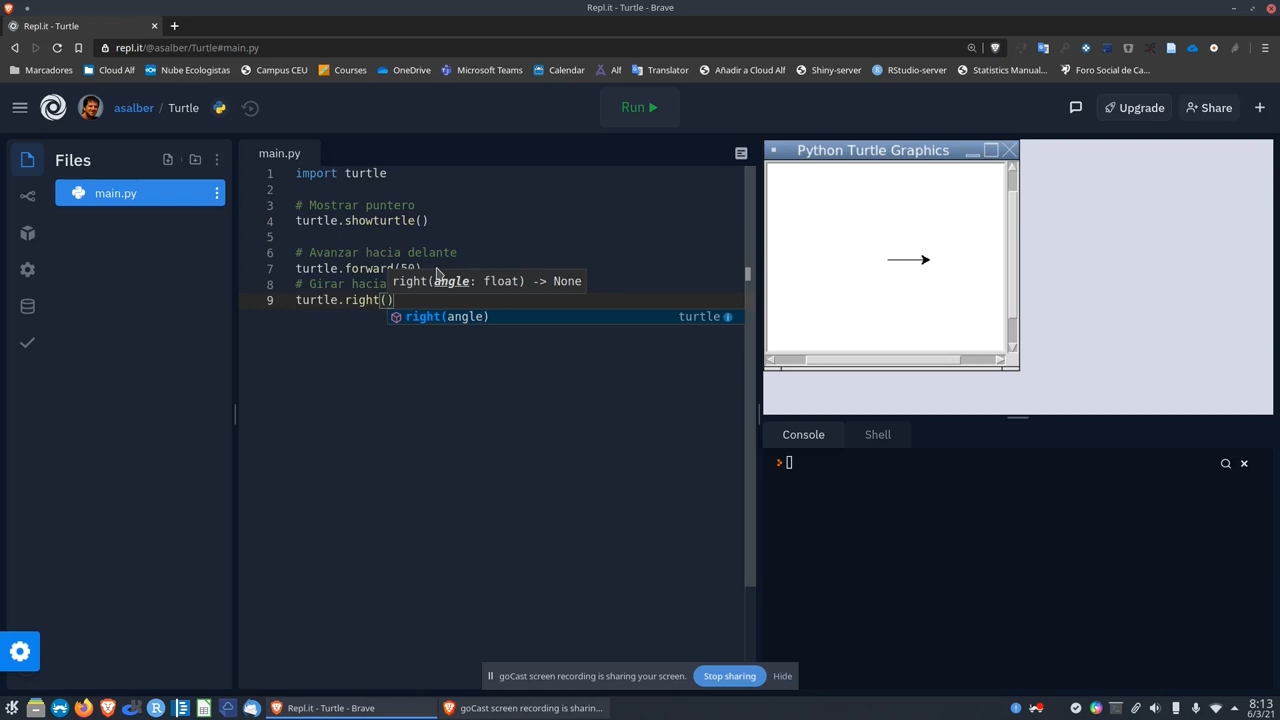 Repl.it - Turtle - Brave
Repl.it - Turtle
repl.it/@asalber/Turtle#main.py
Marcadores Cloud Alf Nube Ecologistas Campus CEU Courses OneDrive Microsoft Teams Calendar Alf Translator Añadir a Cloud Alf Shiny-server RStudio-server Statistics Manual... Foro Social de Ca...
asalber / Turtle Run Upgrade Share
Files
main.py
main.py
1 import turtle
2
3 # Mostrar puntero
4 turtle.showturtle()
5
6 # Avanzar hacia delante
7 turtle.forward(50)
8 # Girar hacia
right(angle: float) -> None
9 turtle.right()
right(angle) turtle
Python Turtle Graphics
Console Shell
goCast screen recording is sharing your screen. Stop sharing Hide
Repl.it - Turtle - Brave goCast screen recording is sharin... 8:13
6/3/21